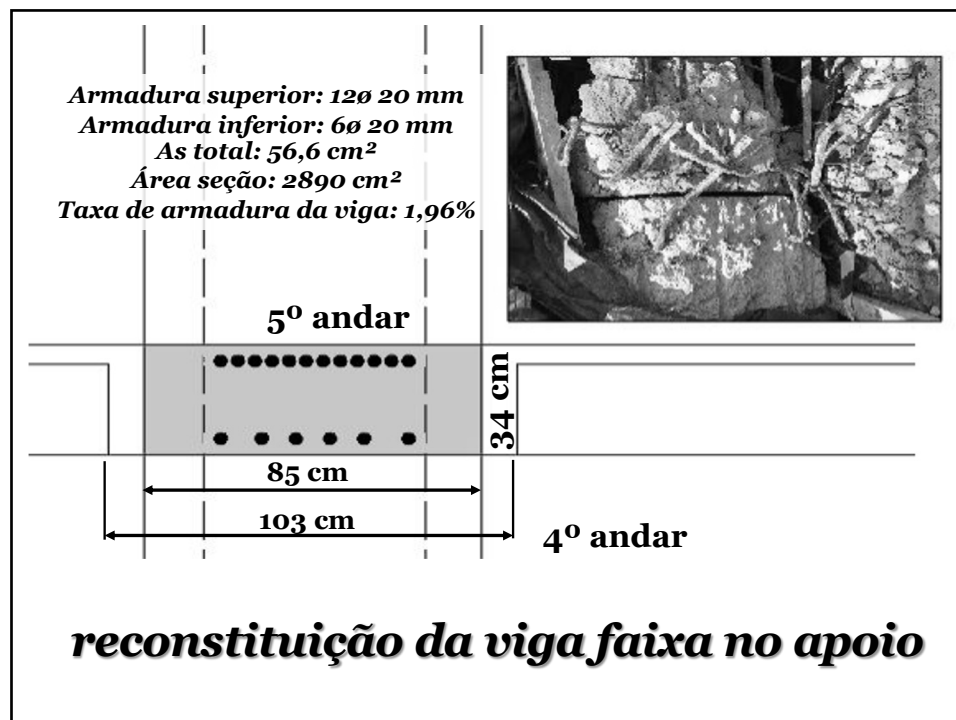 Armadura superior: 12ø 20 mm
Armadura inferior: 6ø 20 mm
As total: 56,6 cm²
Área seção: 2890 cm²
Taxa de armadura da viga: 1,96%
5º andar
34 cm
85 cm
103 cm
4º andar
reconstituição da viga faixa no apoio